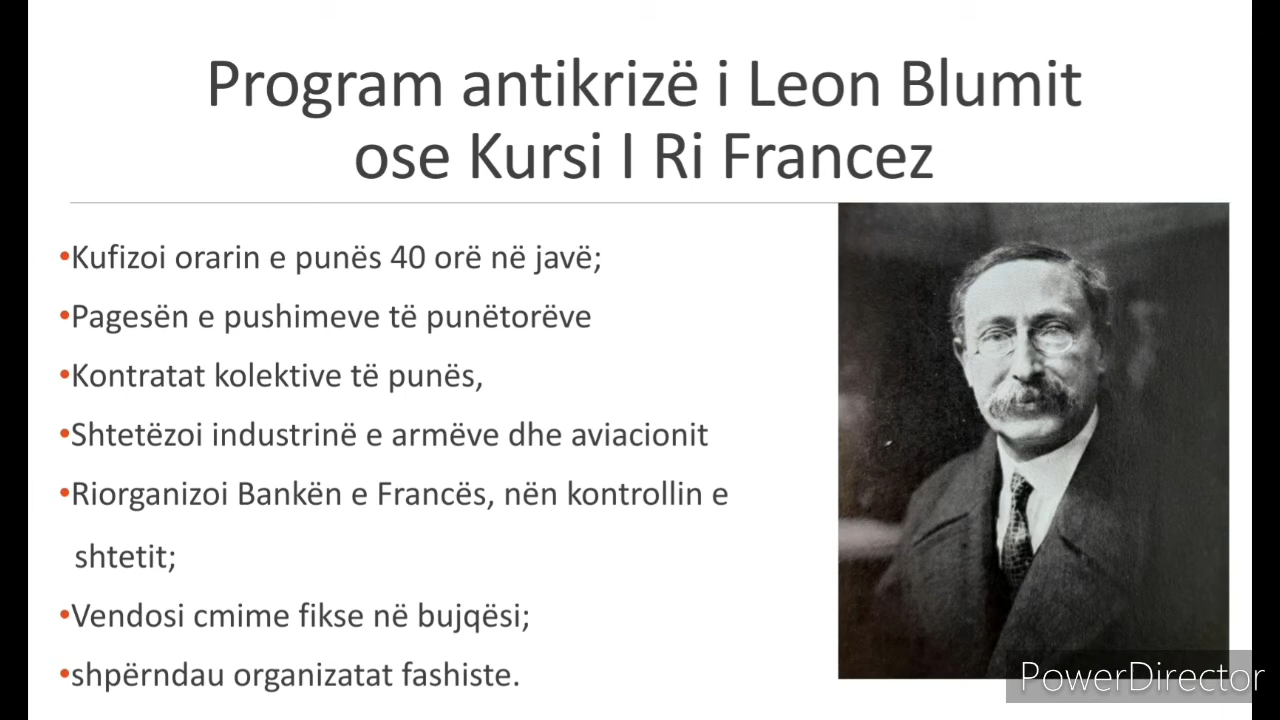 Program antikrizë i Leon Blumit
ose Kursi I Ri Francez
•Kufizoi orarin e punës 40 orë në javë;
•Pagesën e pushimeve të punëtorëve
•Kontratat kolektive të punës,
•Shtetëzoi industrinë e armëve dhe aviacionit
•Riorganizoi Bankën e Francës, nën kontrollin e
shtetit;
•Vendosi cmime fikse në bujqësi;
•shpërndau organizatat fashiste.
PowerDirector